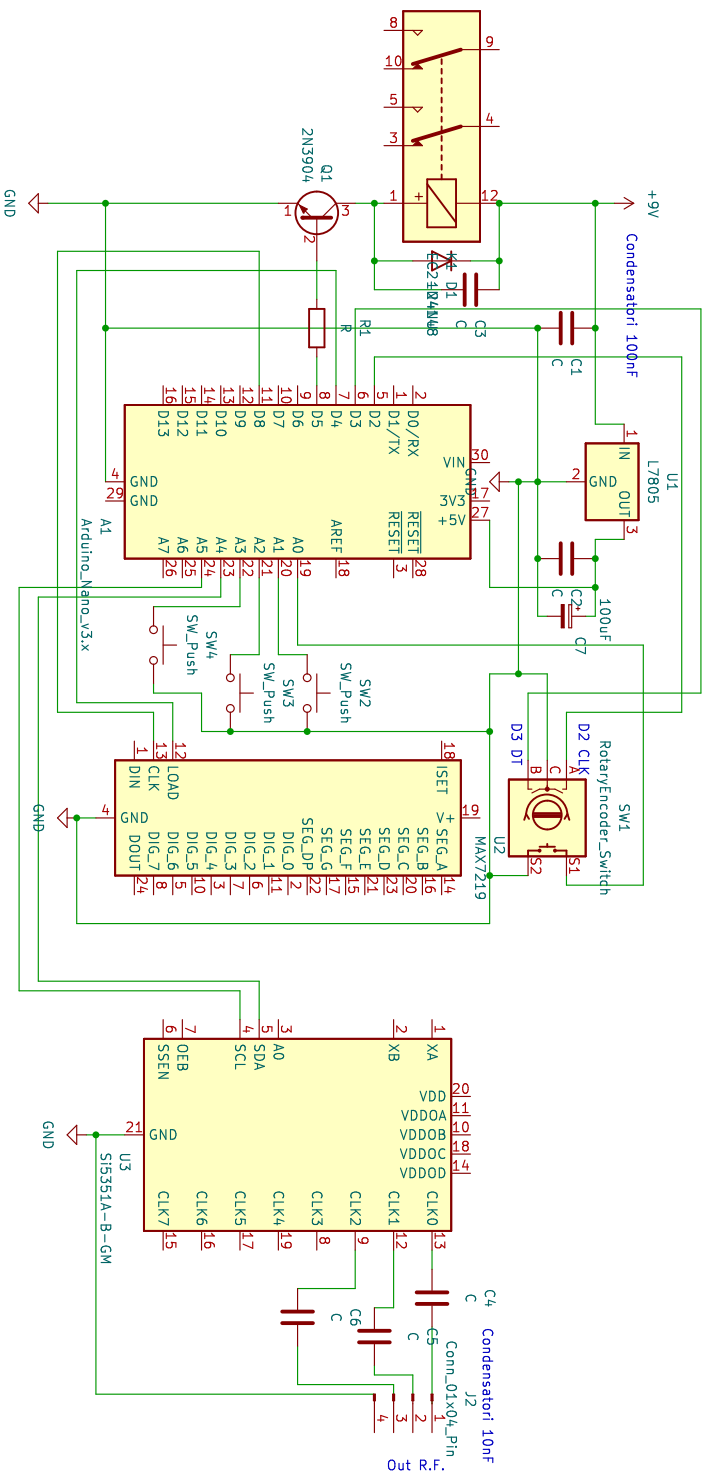 8
9
10
5
4
3
1
+
12
+9V
GND
2N3904
Q1
1
3
2
K1
EC2-12V
D1
1N4148
C
C3
Condensatori 100nF
R
R1
C
C1
16
15
14
13
12
11
10
9
8
7
6
5
1
2
D13
D12
D11
D10
D9
D8
D7
D6
D5
D4
D3
D2
D1/TX
D0/RX
VIN
30
GND
4
GND
29
GND
3V3
17
+5V
27
A7
A6
A5
A4
A3
A2
A1
A0
AREF
RESET
RESET
26
25
24
23
22
21
20
19
18
3
28
A1
Arduino_Nano_v3.x
1
IN
2
GND
OUT
3
U1
L7805
C
C2
100uF
+
C7
SW4
SW_Push
SW3
SW_Push
SW2
SW_Push
D3 DT
D2 CLK
B
C
A
S2
S1
SW1
RotaryEncoder_Switch
1
13
12
18
DIN
CLK
LOAD
ISET
4
GND
GND
V+
19
DOUT
DIG_7
DIG_6
DIG_5
DIG_4
DIG_3
DIG_2
DIG_1
DIG_0
SEG_DP
SEG_G
SEG_F
SEG_E
SEG_D
SEG_C
SEG_B
SEG_A
24
8
5
10
3
7
6
11
2
22
17
15
21
23
20
16
14
U2
MAX7219
6
7
4
5
3
2
1
SSEN
OEB
SCL
SDA
A0
XB
XA
VDD
20
VDDOA
11
VDDOB
10
VDDOC
18
VDDOD
14
GND
21
GND
CLK7
CLK6
CLK5
CLK4
CLK3
CLK2
CLK1
CLK0
15
16
17
19
8
9
12
13
U3
Si5351A-B-GM
C
C6
C
C5
C
C4
Condensatori 10nF
J2
Conn_01x04_Pin
4
3
2
1
Out R.F.